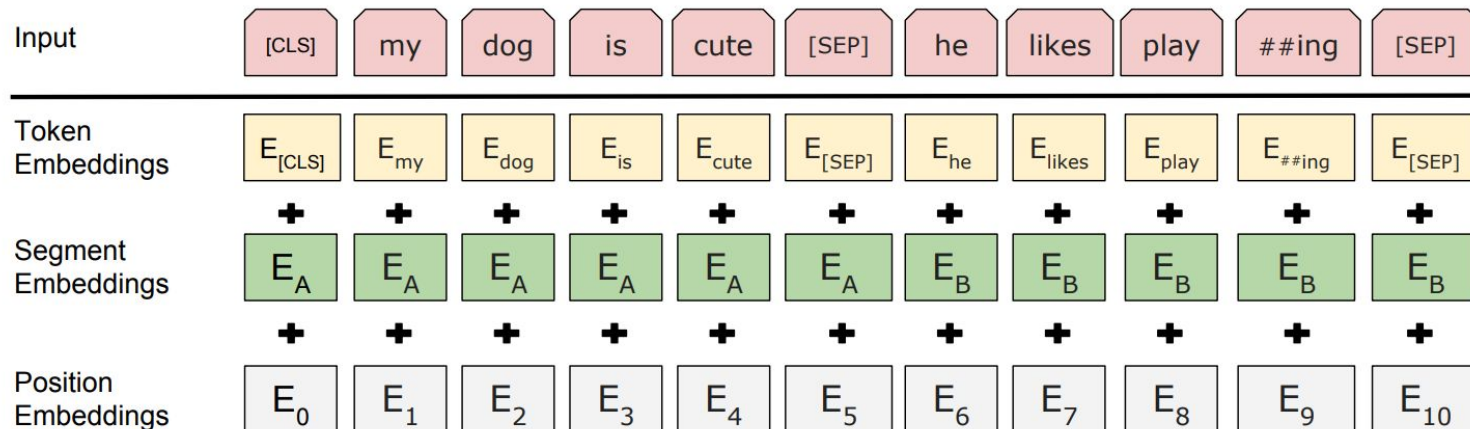 Input [CLS] my dog is cute [SEP] he likes play ##ing [SEP]
Token
Embeddings E[CLS] Emy Edog Eis Ecute E[SEP] Ehe Elikes Eplay E##ing E[SEP]
+ + + + + + + + + + +
Segment
Embeddings EA EA EA EA EA EA EB EB EB EB EB
+ + + + + + + + + + +
Position
Embeddings E0 E1 E2 E3 E4 E5 E6 E7 E8 E9 E10